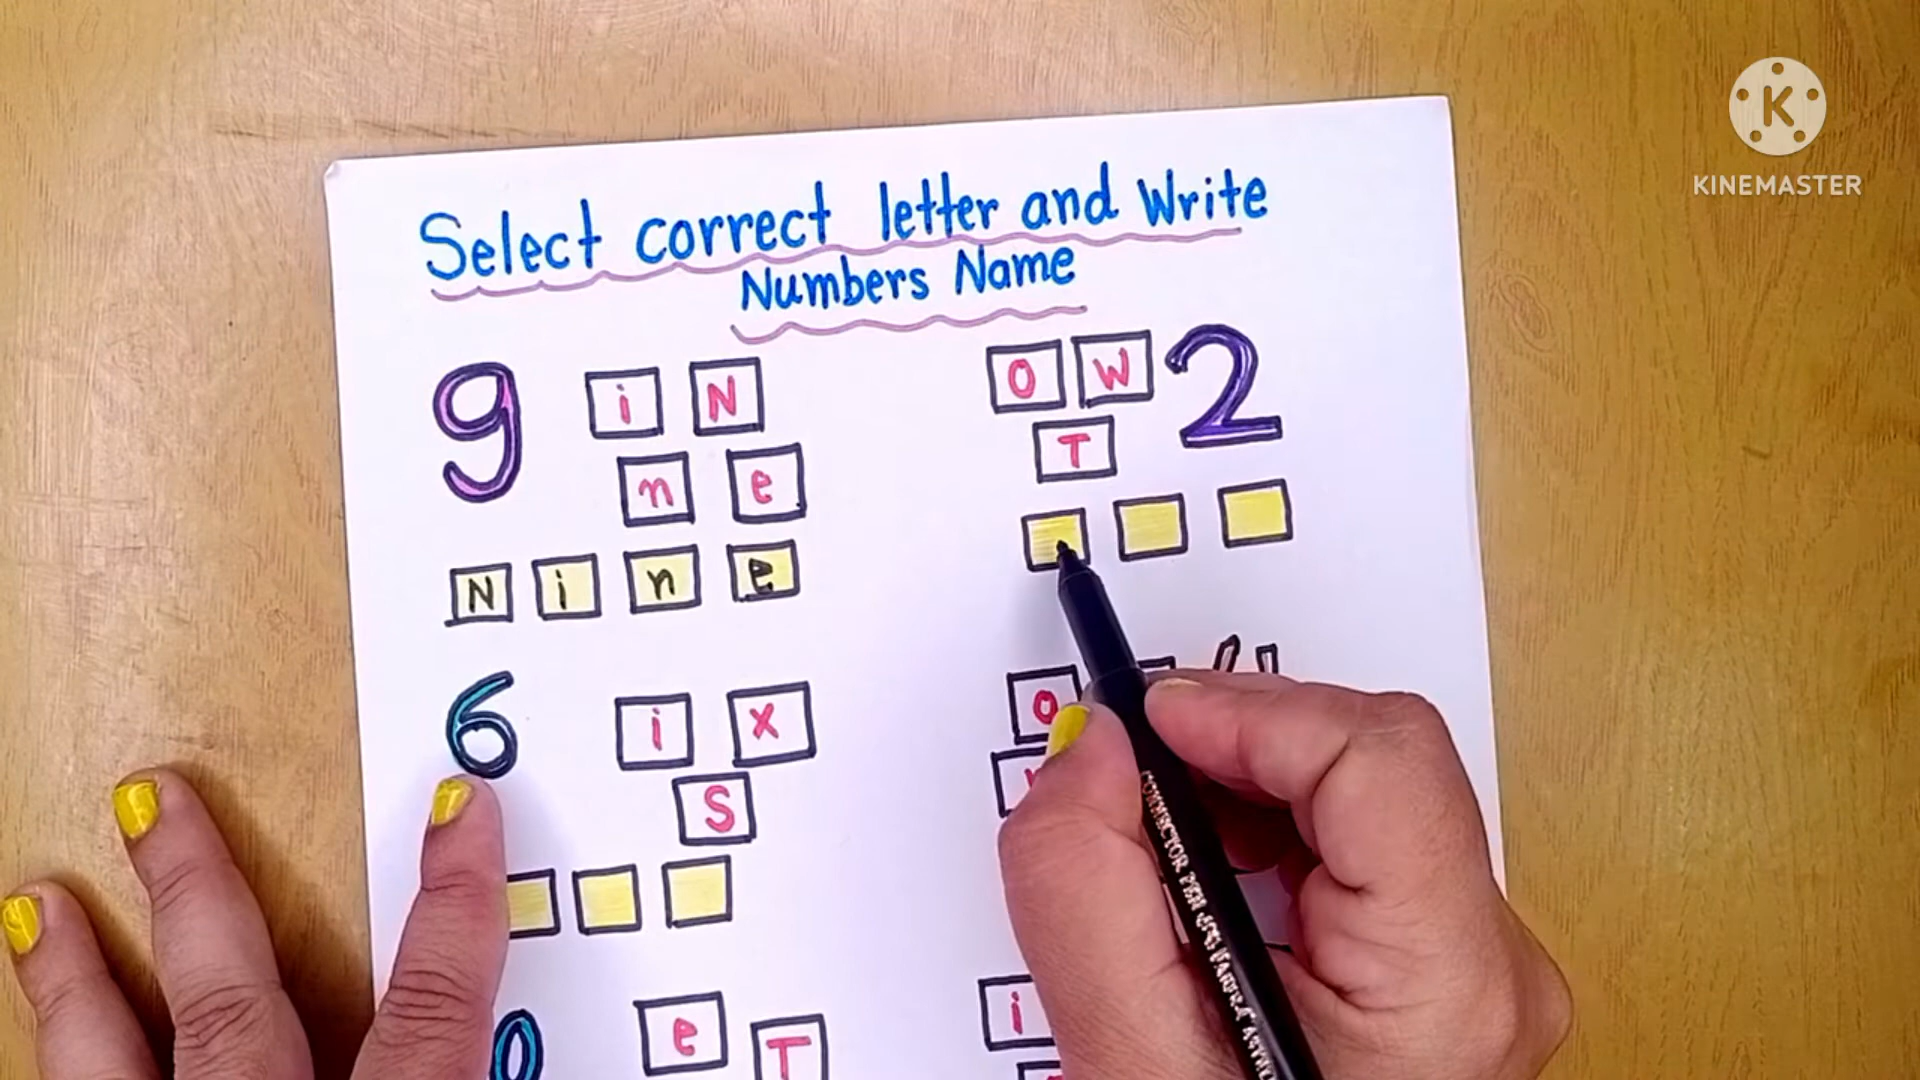 KINEMASTER
Select correct letter and Write
Numbers Name
9 i N
n e
N i n e
O W 2
T
6 i x
S
o
e
T
i